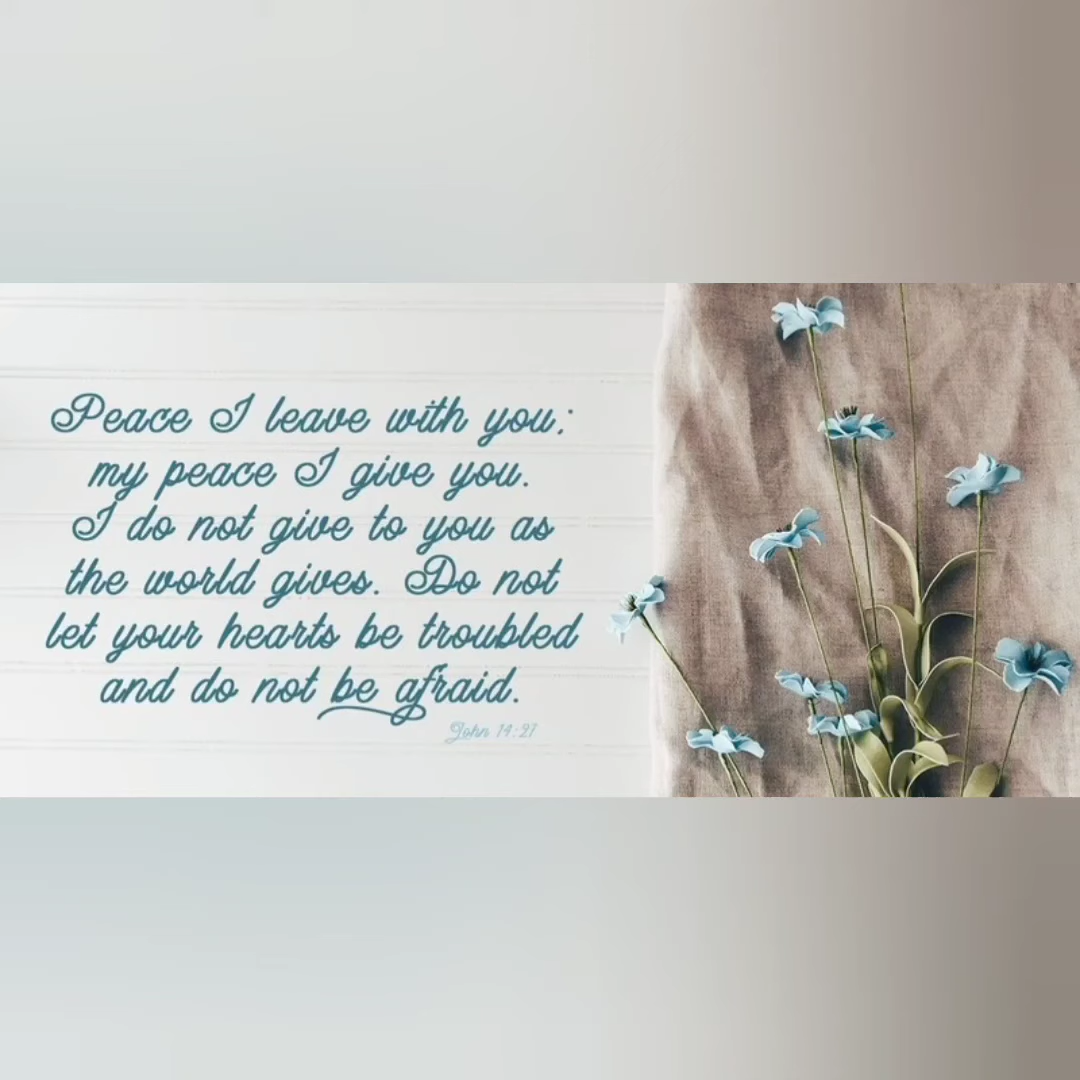 Peace I leave with you;
my peace I give you.
I do not give to you as
the world gives. Do not
let your hearts be troubled
and do not be afraid.
John 14:27